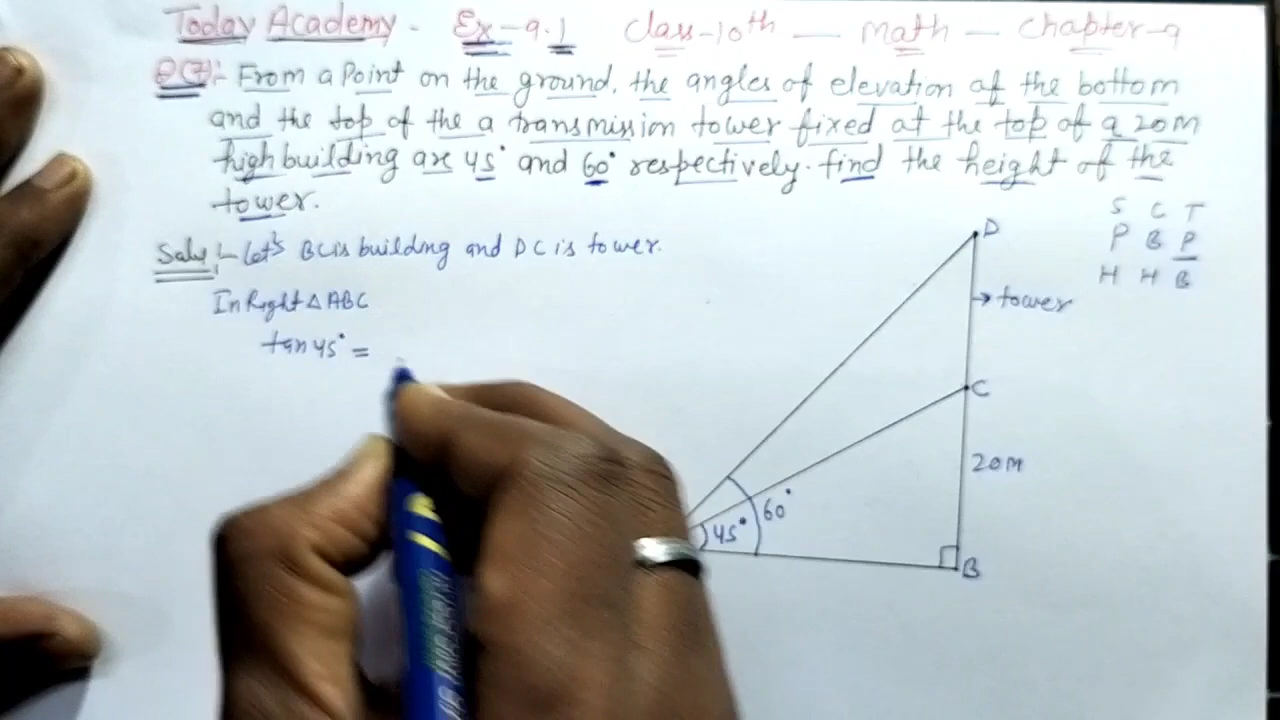 Today Academy - Ex-9.1 Class-10th — Math — Chapter-9
Q(7):- From a Point on the ground, the angles of elevation of the bottom
and the top of the a transmission tower fixed at the top of a 20M
high building are 45° and 60° respectively. find the height of the
tower.
Solu:- Let's BC is building and DC is tower.
In Right △ABC
tan45° =
S C T
P B P
H H B
D
→ tower
C
20M
60°
45°
B